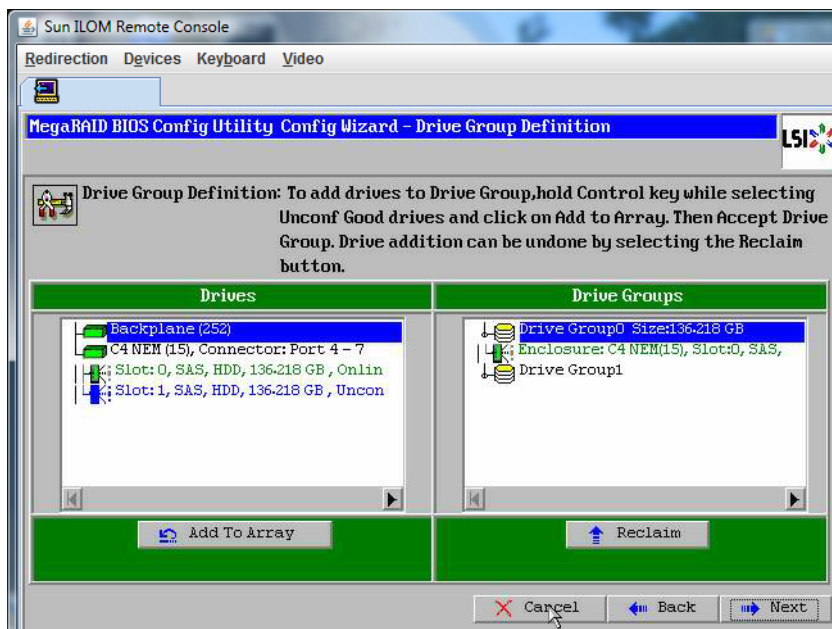 Sun ILOM Remote Console
Redirection Devices Keyboard Video
MegaRAID BIOS Config Utility Config Wizard - Drive Group Definition
LSI
Drive Group Definition: To add drives to Drive Group,hold Control key while selecting
Unconf Good drives and click on Add to Array. Then Accept Drive
Group. Drive addition can be undone by selecting the Reclaim
button.
Drives
Backplane (252)
C4 NEM (15), Connector: Port 4 - 7
Slot: 0, SAS, HDD, 136.218 GB , Onlin
Slot: 1, SAS, HDD, 136.218 GB , Uncon
Add To Array
Drive Groups
Drive Group0 Size:136.218 GB
Enclosure: C4 NEM(15), Slot:0, SAS,
Drive Group1
Reclaim
Cancel
Back
Next